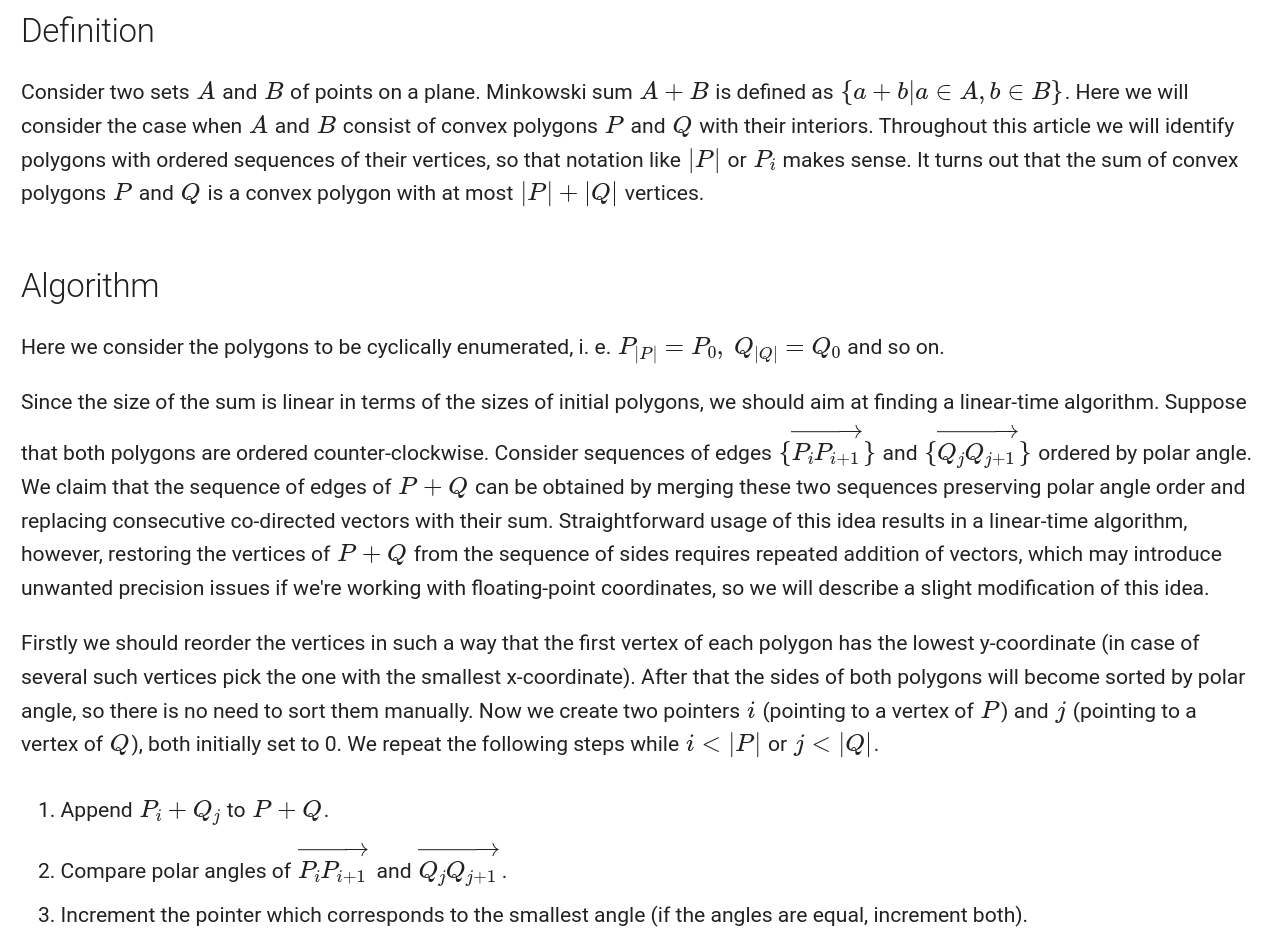 Definition
Consider two sets A and B of points on a plane. Minkowski sum A + B is defined as {a + b|a ∈ A, b ∈ B}. Here we will
consider the case when A and B consist of convex polygons P and Q with their interiors. Throughout this article we will identify
polygons with ordered sequences of their vertices, so that notation like |P| or P_i makes sense. It turns out that the sum of convex
polygons P and Q is a convex polygon with at most |P| + |Q| vertices.
Algorithm
Here we consider the polygons to be cyclically enumerated, i. e. P_{|P|} = P_0, Q_{|Q|} = Q_0 and so on.
Since the size of the sum is linear in terms of the sizes of initial polygons, we should aim at finding a linear-time algorithm. Suppose
that both polygons are ordered counter-clockwise. Consider sequences of edges {\overrightarrow{P_iP_{i+1}}} and {\overrightarrow{Q_jQ_{j+1}}} ordered by polar angle.
We claim that the sequence of edges of P + Q can be obtained by merging these two sequences preserving polar angle order and
replacing consecutive co-directed vectors with their sum. Straightforward usage of this idea results in a linear-time algorithm,
however, restoring the vertices of P + Q from the sequence of sides requires repeated addition of vectors, which may introduce
unwanted precision issues if we're working with floating-point coordinates, so we will describe a slight modification of this idea.
Firstly we should reorder the vertices in such a way that the first vertex of each polygon has the lowest y-coordinate (in case of
several such vertices pick the one with the smallest x-coordinate). After that the sides of both polygons will become sorted by polar
angle, so there is no need to sort them manually. Now we create two pointers i (pointing to a vertex of P) and j (pointing to a
vertex of Q), both initially set to 0. We repeat the following steps while i < |P| or j < |Q|.
1. Append P_i + Q_j to P + Q.
2. Compare polar angles of \overrightarrow{P_iP_{i+1}} and \overrightarrow{Q_jQ_{j+1}}.
3. Increment the pointer which corresponds to the smallest angle (if the angles are equal, increment both).